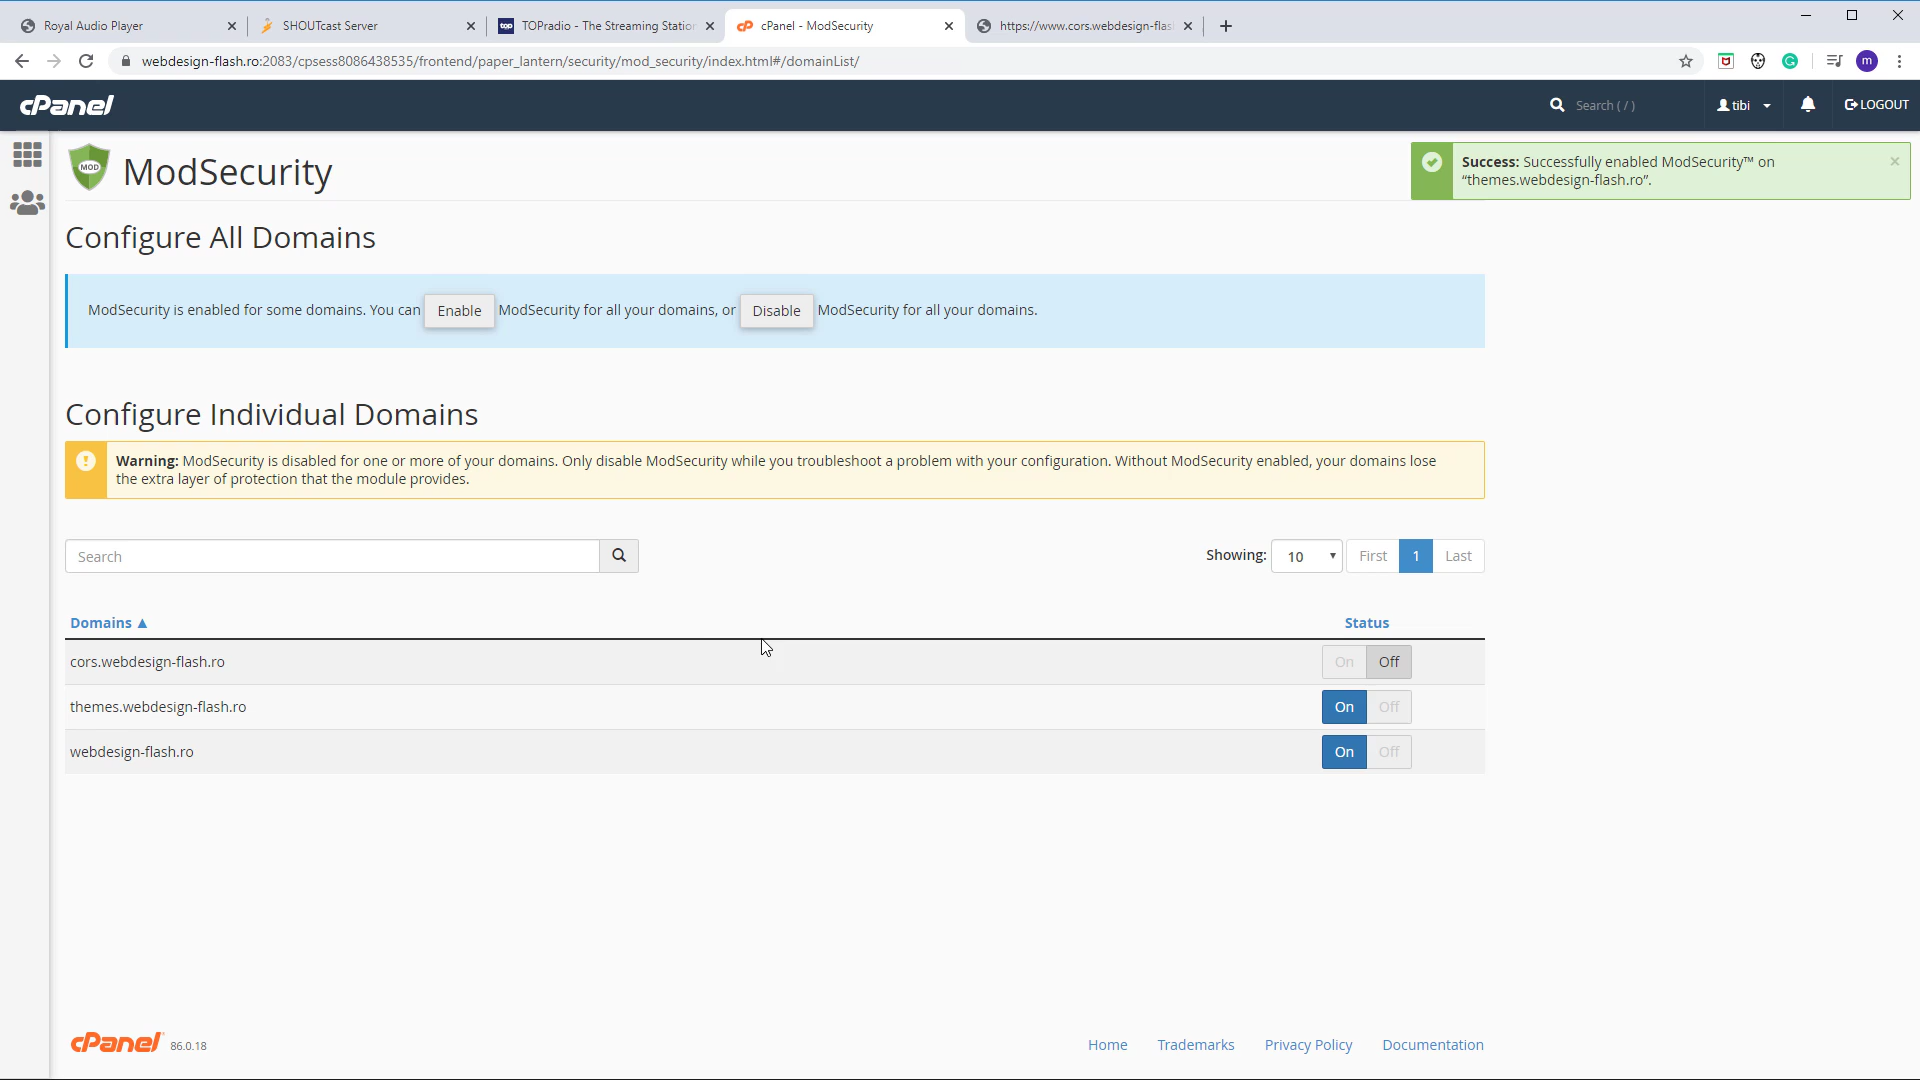 Royal Audio Player
SHOUTcast Server
TOPradio - The Streaming Station
cPanel - ModSecurity
https://www.cors.webdesign-flas
webdesign-flash.ro:2083/cpsess8086438535/frontend/paper_lantern/security/mod_security/index.html#/domainList/
m
cPanel
Search ( / )
tibi
LOGOUT
MOD
ModSecurity
Success: Successfully enabled ModSecurity™ on
“themes.webdesign-flash.ro”.
Configure All Domains
ModSecurity is enabled for some domains. You can Enable ModSecurity for all your domains, or Disable ModSecurity for all your domains.
Configure Individual Domains
Warning: ModSecurity is disabled for one or more of your domains. Only disable ModSecurity while you troubleshoot a problem with your configuration. Without ModSecurity enabled, your domains lose
the extra layer of protection that the module provides.
Search
Showing: 10 First 1 Last
Domains ▲ Status
cors.webdesign-flash.ro On Off
themes.webdesign-flash.ro On Off
webdesign-flash.ro On Off
cPanel 86.0.18
Home Trademarks Privacy Policy Documentation